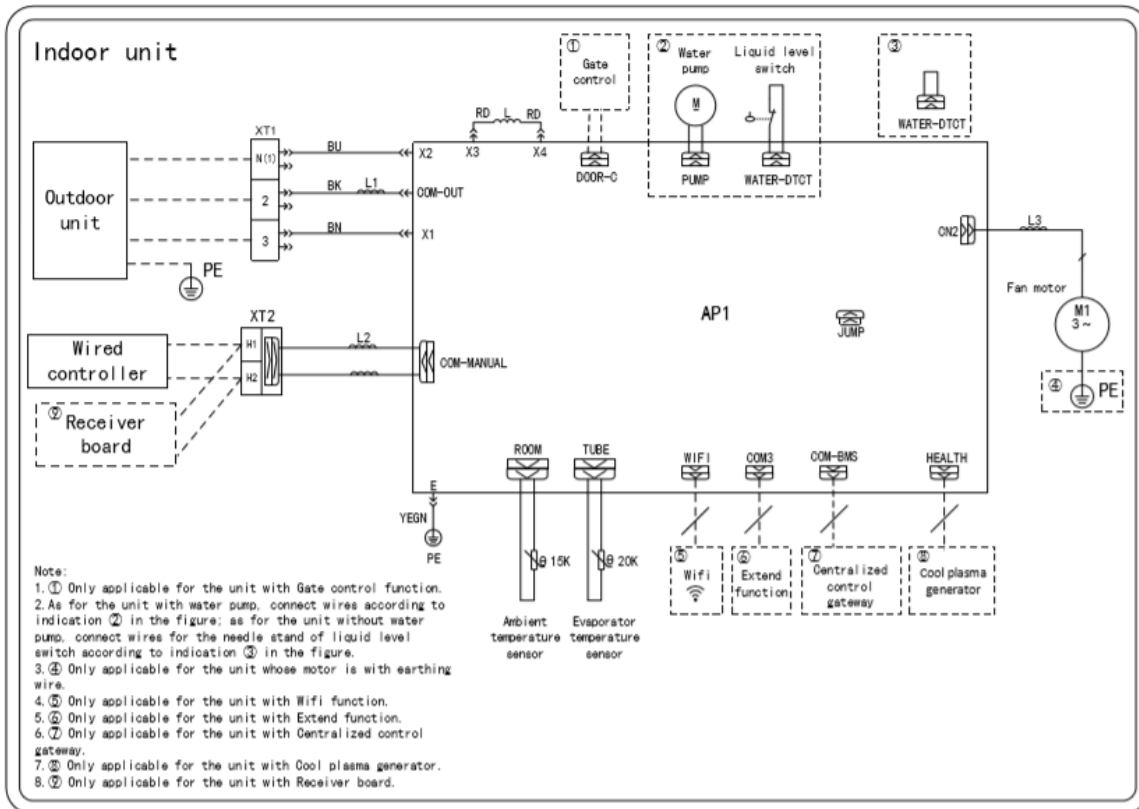 Indoor unit
①
Gate
control
②
Water
pump
Liquid level
switch
③
M
WATER-DTCT
RD
L
RD
XT1
X3
X4
DOOR-C
PUMP
WATER-DTCT
N(1)
BU
X2
Outdoor
unit
2
BK
L1
COM-OUT
3
BN
X1
CN2
L3
PE
Fan motor
AP1
JUMP
M1
3~
XT2
Wired
controller
H1
H2
L2
COM-MANUAL
④
PE
⑨
Receiver
board
ROOM
TUBE
WIFI
COM3
COM-BMS
HEALTH
E
YEGN
PE
θ 15K
θ 20K
⑤
Wifi
⑥
Extend
function
⑦
Centralized
control
gateway
⑧
Cool plasma
generator
Ambient
temperature
sensor
Evaporator
temperature
sensor
Note:
1. ① Only applicable for the unit with Gate control function.
2. As for the unit with water pump, connect wires according to
indication ② in the figure; as for the unit without water
pump, connect wires for the needle stand of liquid level
switch according to indication ③ in the figure.
3. ④ Only applicable for the unit whose motor is with earthing
wire.
4. ⑤ Only applicable for the unit with Wifi function.
5. ⑥ Only applicable for the unit with Extend function.
6. ⑦ Only applicable for the unit with Centralized control
gateway.
7. ⑧ Only applicable for the unit with Cool plasma generator.
8. ⑨ Only applicable for the unit with Receiver board.